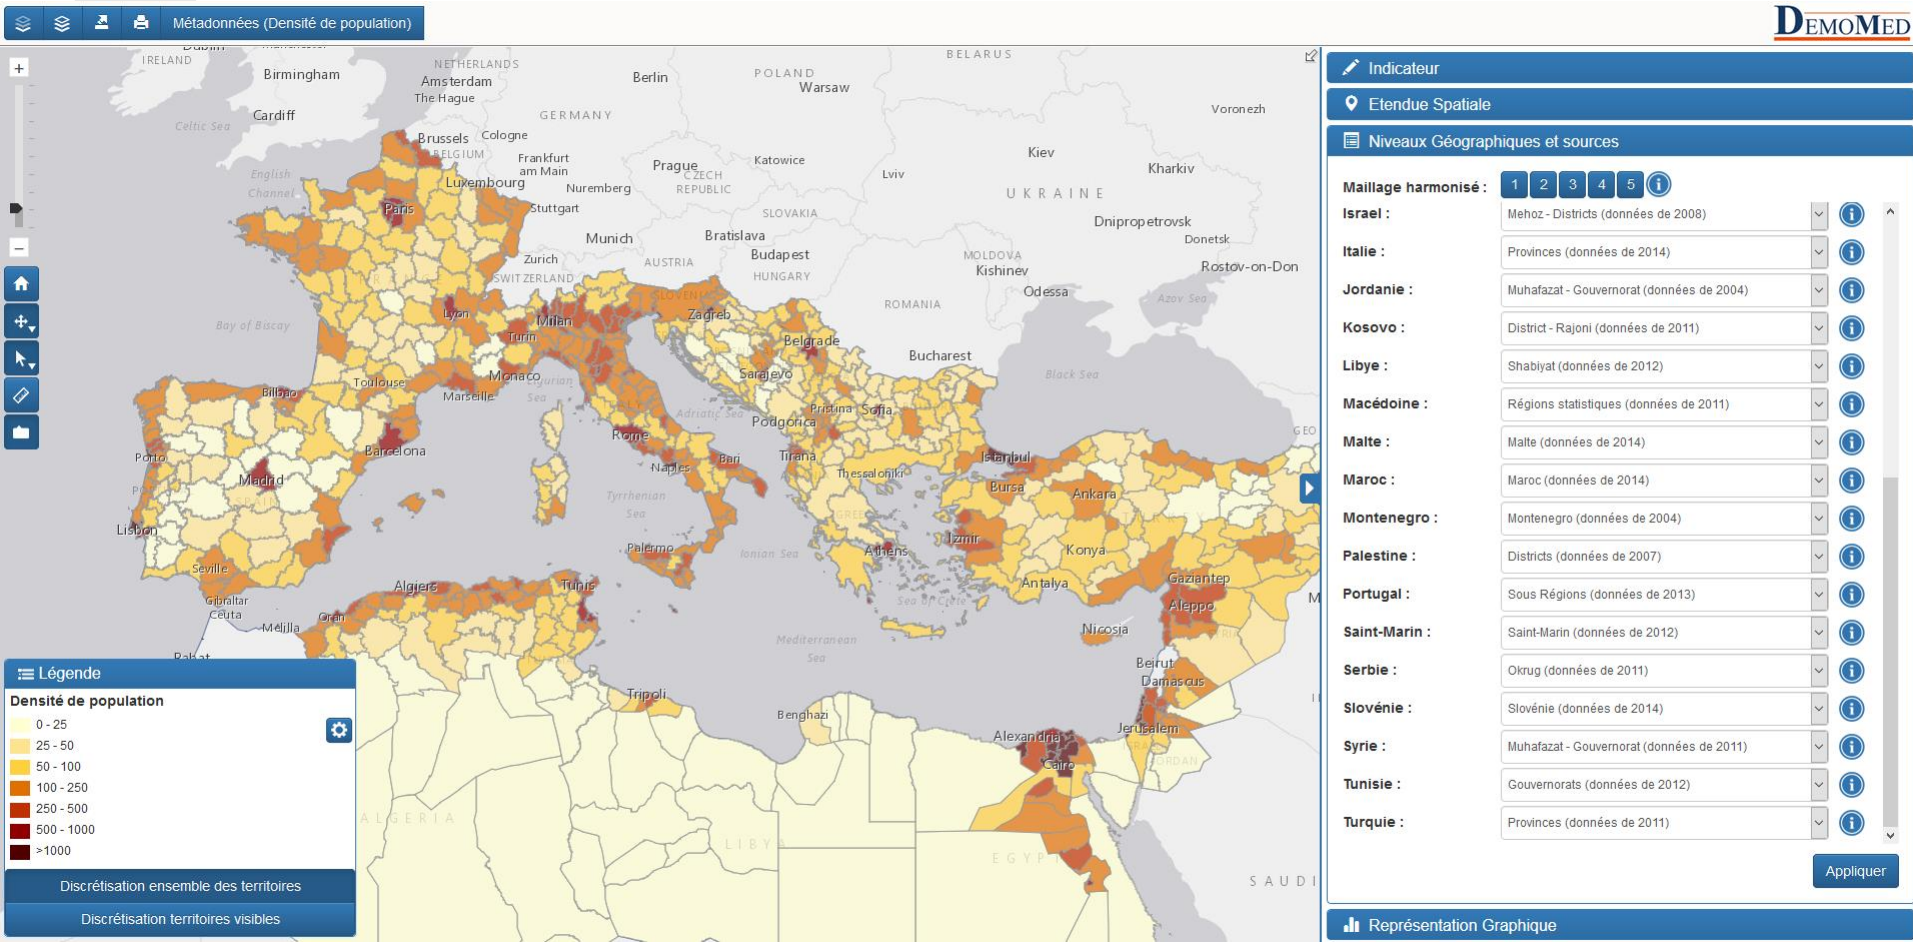 Métadonnées (Densité de population)
DEMOMED
Dublin
Manchester
IRELAND
Birmingham
NETHERLANDS
Amsterdam
The Hague
Berlin
POLAND
Warsaw
BELARUS
Cardiff
Celtic Sea
GERMANY
Voronezh
Brussels
Cologne
BELGIUM
Frankfurt
am Main
Prague
Katowice
Kiev
Kharkiv
English
Channel
Luxembourg
Nuremberg
CZECH
REPUBLIC
Lviv
UKRAINE
Paris
Stuttgart
SLOVAKIA
Dnipropetrovsk
Munich
Bratislava
Donetsk
Zurich
AUSTRIA
Budapest
HUNGARY
MOLDOVA
Kishinev
Rostov-on-Don
SWITZERLAND
Odessa
Azov Sea
Bay of Biscay
Lyon
Milan
SLOVENIA
Zagreb
ROMANIA
Turin
Belgrade
Bucharest
Monaco
Ligurian
Sea
Sarajevo
Black Sea
Bilbao
Toulouse
Marseille
Adriatic Sea
Pristina
Sofia
Podgorica
Rome
GEO
Porto
Barcelona
Naples
Bari
Tirana
Istanbul
Thessaloniki
Madrid
SPAIN
Tyrrhenian
Sea
Bursa
Ankara
Lisbon
Palermo
Ionian Sea
Athens
Izmir
Konya
Seville
Antalya
Gaziantep
Algiers
Tunis
Sea of Crete
Aleppo
Gibraltar
Ceuta
Oran
Melilla
Nicosia
Mediterranean
Sea
Rabat
Beirut
Damascus
Tripoli
Benghazi
Jerusalem
Alexandria
Cairo
JORDAN
ALGERIA
LIBYA
EGYPT
SAUDI
Légende
Densité de population
0 - 25
25 - 50
50 - 100
100 - 250
250 - 500
500 - 1000
>1000
Discrétisation ensemble des territoires
Discrétisation territoires visibles
Indicateur
Etendue Spatiale
Niveaux Géographiques et sources
Maillage harmonisé : 1 2 3 4 5
Israel : Mehoz - Districts (données de 2008)
Italie : Provinces (données de 2014)
Jordanie : Muhafazat - Gouvernorat (données de 2004)
Kosovo : District - Rajoni (données de 2011)
Libye : Shabiyat (données de 2012)
Macédoine : Régions statistiques (données de 2011)
Malte : Malte (données de 2014)
Maroc : Maroc (données de 2014)
Montenegro : Montenegro (données de 2004)
Palestine : Districts (données de 2007)
Portugal : Sous Régions (données de 2013)
Saint-Marin : Saint-Marin (données de 2012)
Serbie : Okrug (données de 2011)
Slovénie : Slovénie (données de 2014)
Syrie : Muhafazat - Gouvernorat (données de 2011)
Tunisie : Gouvernorats (données de 2012)
Turquie : Provinces (données de 2011)
Appliquer
Représentation Graphique